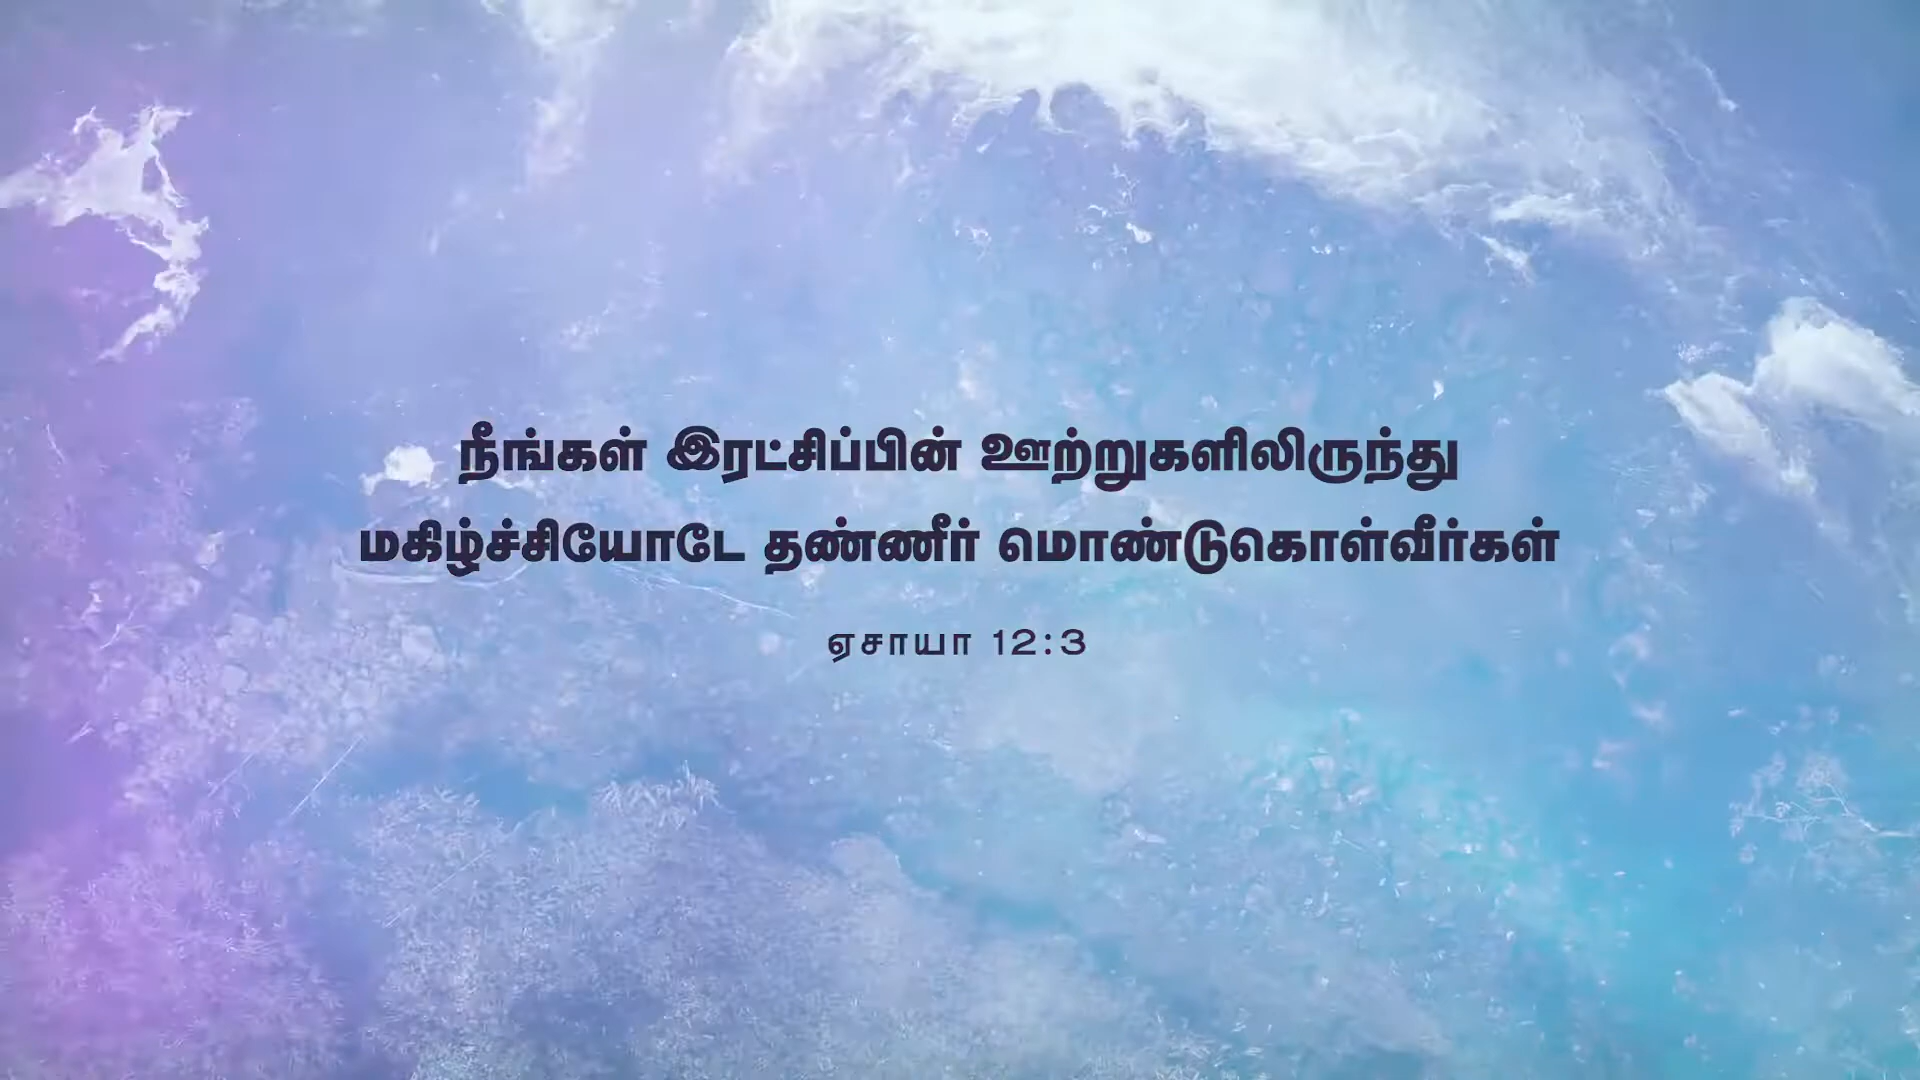 நீங்கள் இரட்சிப்பின் ஊற்றுகளிலிருந்து
மகிழ்ச்சியோடே தண்ணீர் மொண்டுகொள்வீர்கள்
ஏசாயா 12:3